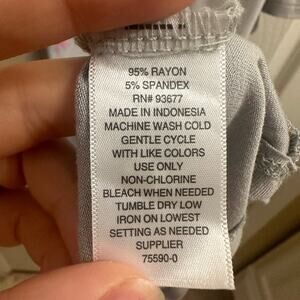 95% RAYON
5% SPANDEX
RN# 93677
MADE IN INDONESIA
MACHINE WASH COLD
GENTLE CYCLE
WITH LIKE COLORS
USE ONLY
NON-CHLORINE
BLEACH WHEN NEEDED
TUMBLE DRY LOW
IRON ON LOWEST
SETTING AS NEEDED
SUPPLIER
75590-0